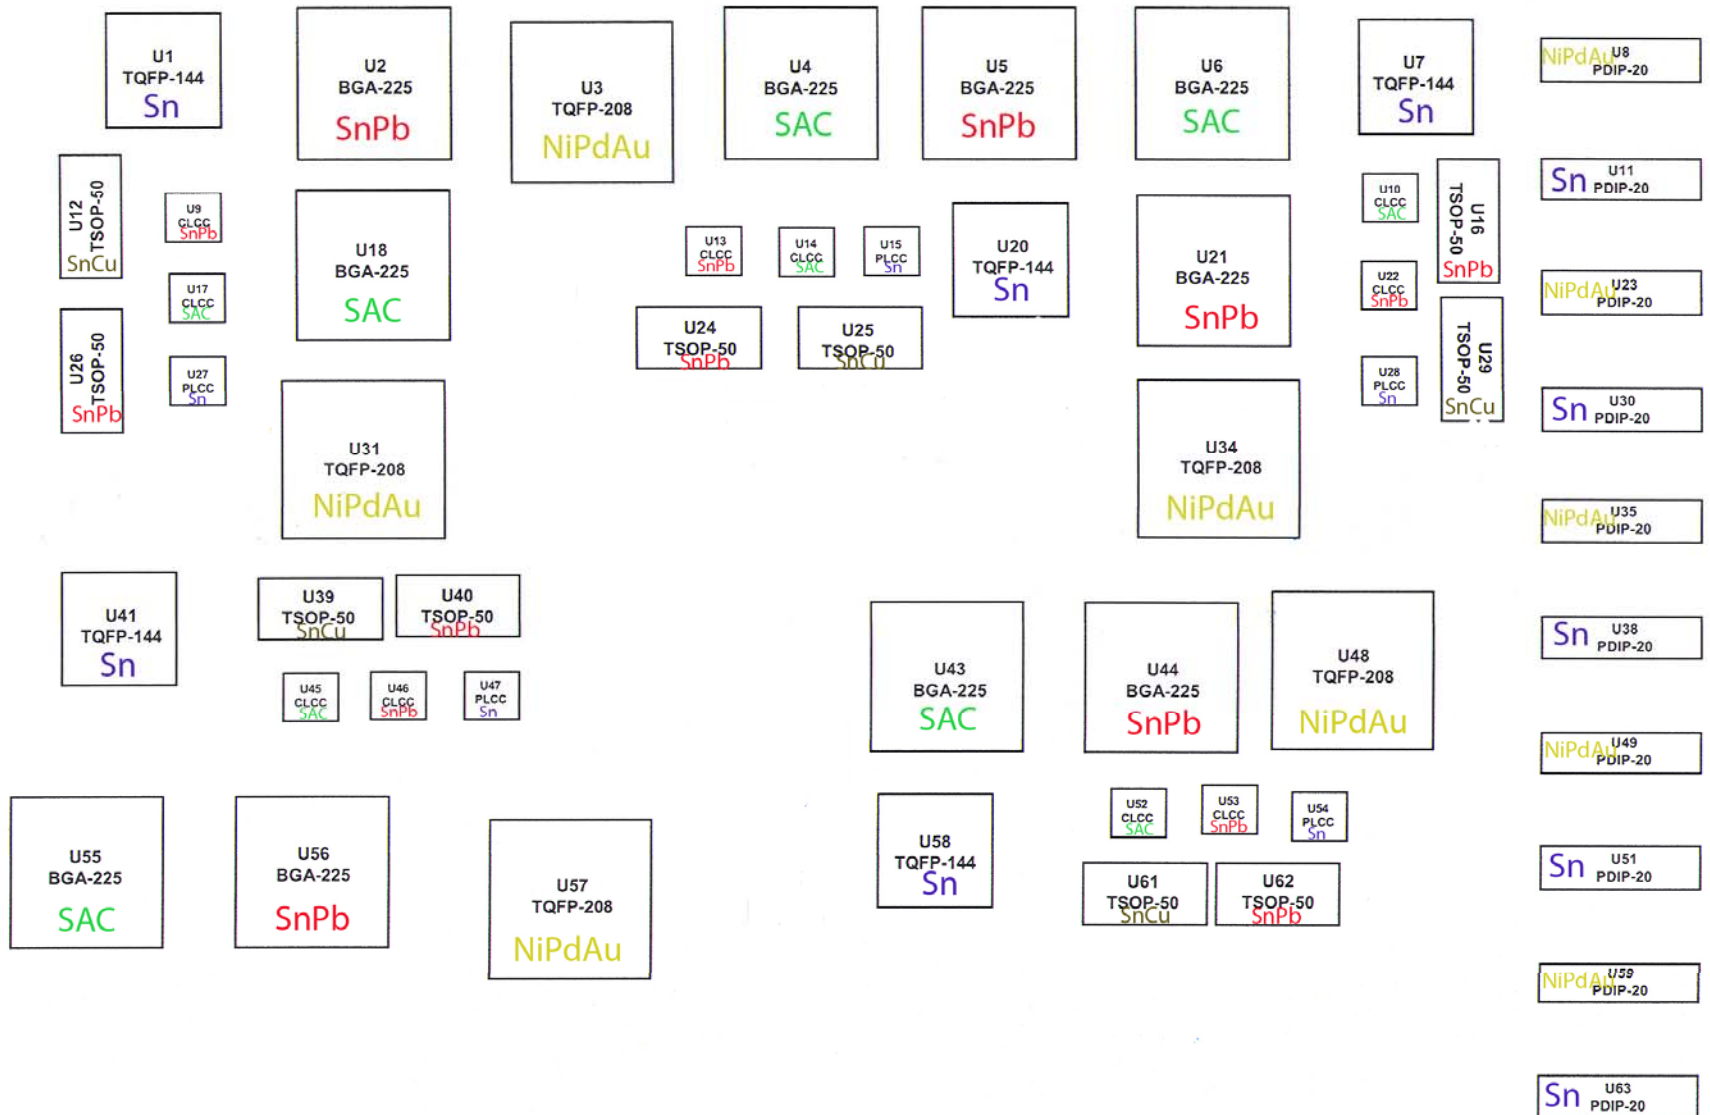 U1
TQFP-144
Sn
U2
BGA-225
SnPb
U3
TQFP-208
NiPdAu
U4
BGA-225
SAC
U5
BGA-225
SnPb
U6
BGA-225
SAC
U7
TQFP-144
Sn
NiPdAu U8
PDIP-20
U12
TSOP-50
SnCu
U9
CLCC
SnPb
U18
BGA-225
SAC
U13
CLCC
SnPb
U14
CLCC
SAC
U15
PLCC
Sn
U20
TQFP-144
Sn
U21
BGA-225
SnPb
U10
CLCC
SAC
U16
TSOP-50
SnPb
Sn U11
PDIP-20
U17
CLCC
SAC
U22
CLCC
SnPb
NiPdAu U23
PDIP-20
U26
TSOP-50
SnPb
U27
PLCC
Sn
U24
TSOP-50
SnPb
U25
TSOP-50
SnCu
U28
PLCC
Sn
U29
TSOP-50
SnCu
Sn U30
PDIP-20
U31
TQFP-208
NiPdAu
U34
TQFP-208
NiPdAu
NiPdAu U35
PDIP-20
U41
TQFP-144
Sn
U39
TSOP-50
SnCu
U40
TSOP-50
SnPb
U43
BGA-225
SAC
U44
BGA-225
SnPb
U48
TQFP-208
NiPdAu
Sn U38
PDIP-20
U45
CLCC
SAC
U46
CLCC
SnPb
U47
PLCC
Sn
NiPdAu U49
PDIP-20
U55
BGA-225
SAC
U56
BGA-225
SnPb
U57
TQFP-208
NiPdAu
U58
TQFP-144
Sn
U52
CLCC
SAC
U53
CLCC
SnPb
U54
PLCC
Sn
Sn U51
PDIP-20
U61
TSOP-50
SnCu
U62
TSOP-50
SnPb
NiPdAu U59
PDIP-20
Sn U63
PDIP-20